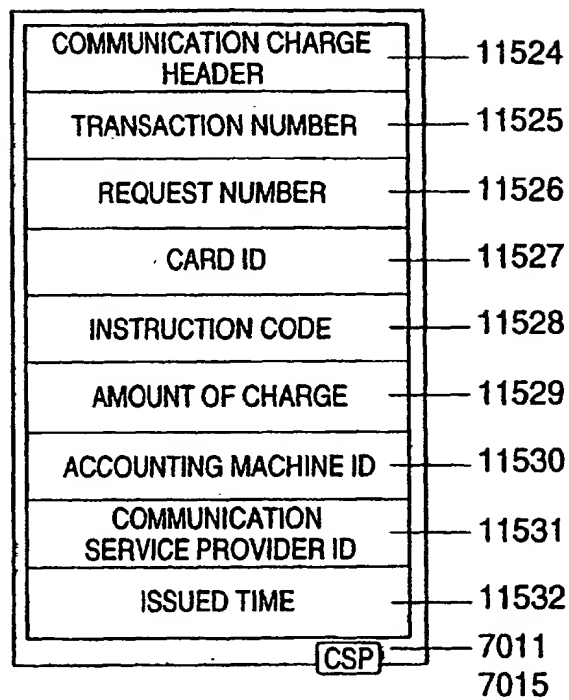 COMMUNICATION CHARGE
HEADER
11524
TRANSACTION NUMBER
11525
REQUEST NUMBER
11526
CARD ID
11527
INSTRUCTION CODE
11528
AMOUNT OF CHARGE
11529
ACCOUNTING MACHINE ID
11530
COMMUNICATION
SERVICE PROVIDER ID
11531
ISSUED TIME
11532
CSP
7011
7015